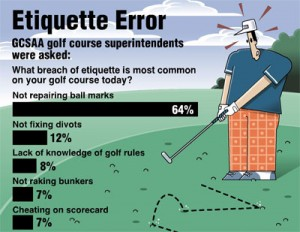 Etiquette Error
GCSAA golf course superintendents
were asked:
What breach of etiquette is most common
on your golf course today?
Not repairing ball marks
64%
Not fixing divots
12%
Lack of knowledge of golf rules
8%
Not raking bunkers
7%
Cheating on scorecard
7%